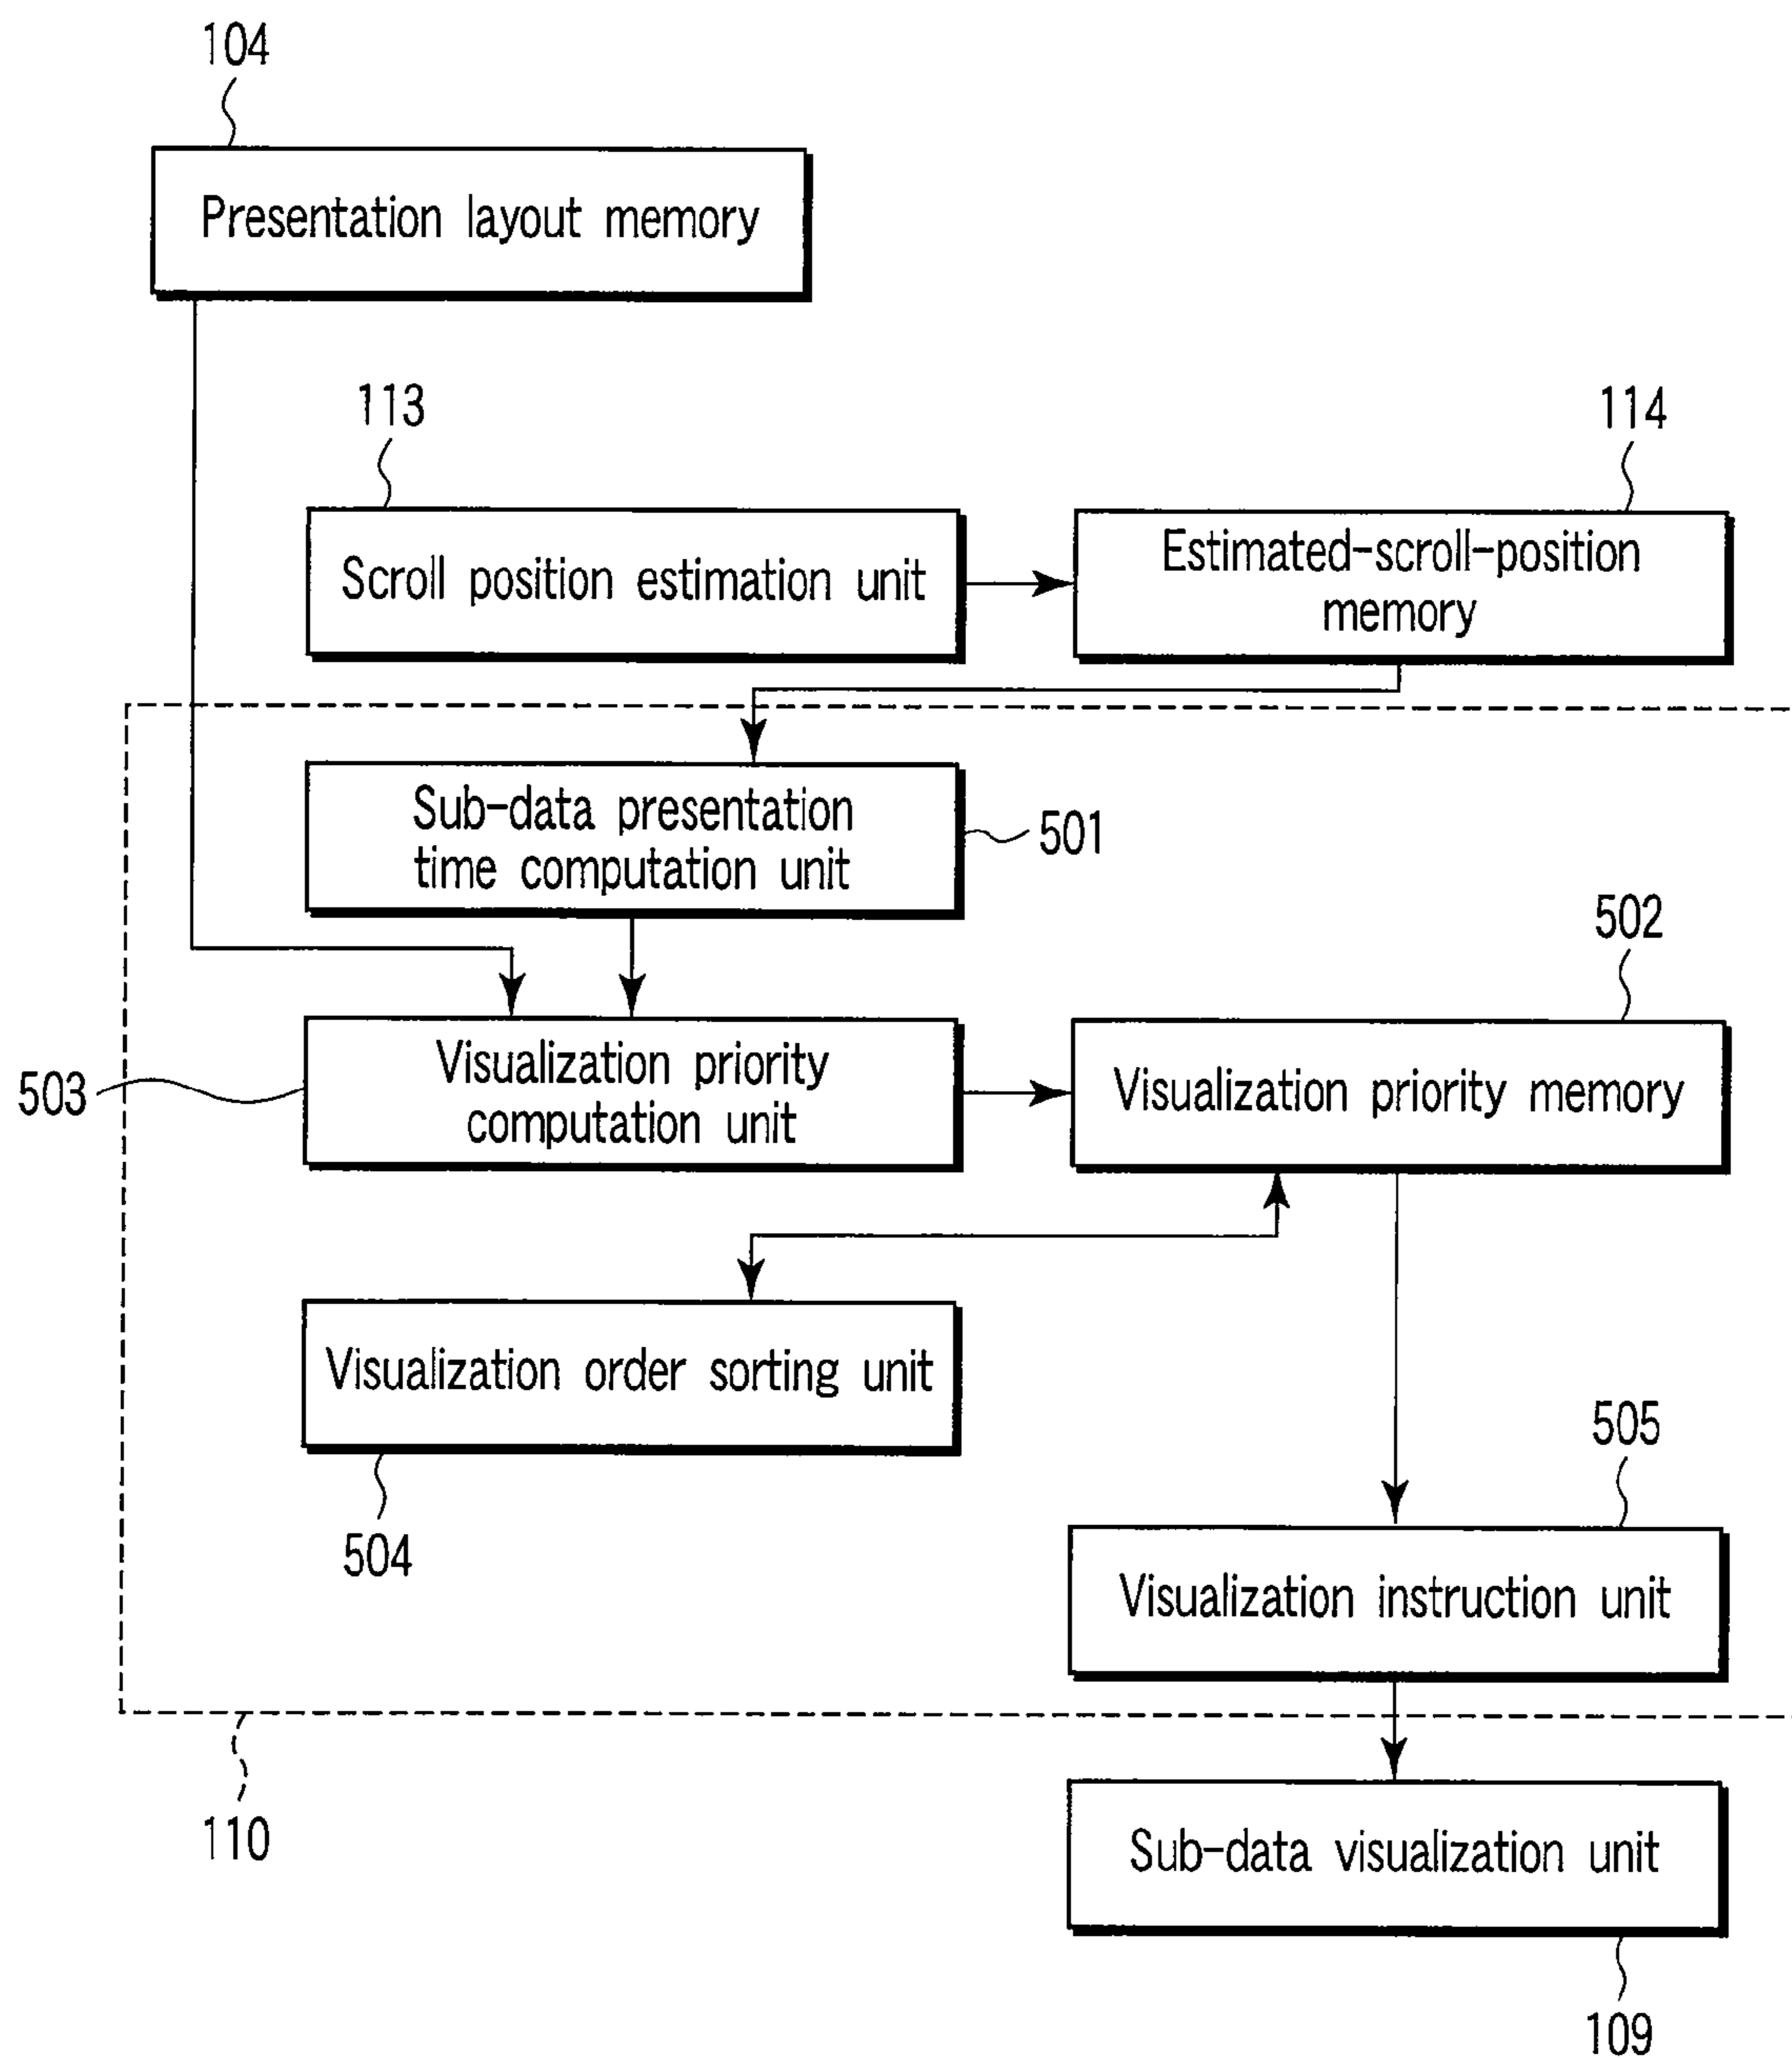 104
Presentation layout memory
113
114
Scroll position estimation unit
Estimated-scroll-position
memory
Sub-data presentation
time computation unit
501
502
503
Visualization priority
computation unit
Visualization priority memory
Visualization order sorting unit
504
505
Visualization instruction unit
110
Sub-data visualization unit
109